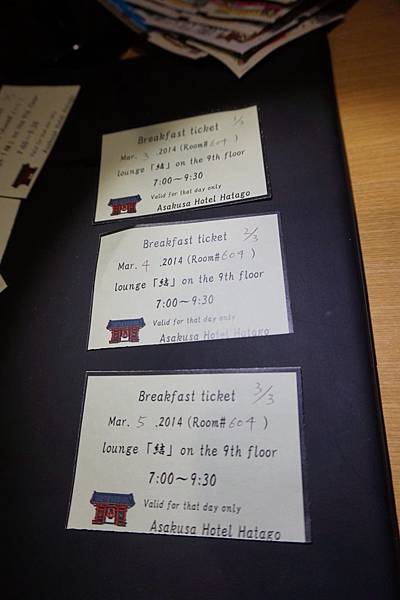 Breakfast ticket 1/3
Mar. 3 .2014 (Room# 604 )
lounge「結」on the 9th floor
7:00～9:30
Valid for that day only
Asakusa Hotel Hatago
Breakfast ticket 2/3
Mar. 4 .2014 (Room# 604 )
lounge「結」on the 9th floor
7:00～9:30
Valid for that day only
Asakusa Hotel Hatago
Breakfast ticket 3/3
Mar. 5 .2014 (Room# 604 )
lounge「結」on the 9th floor
7:00～9:30
Valid for that day only
Asakusa Hotel Hatago